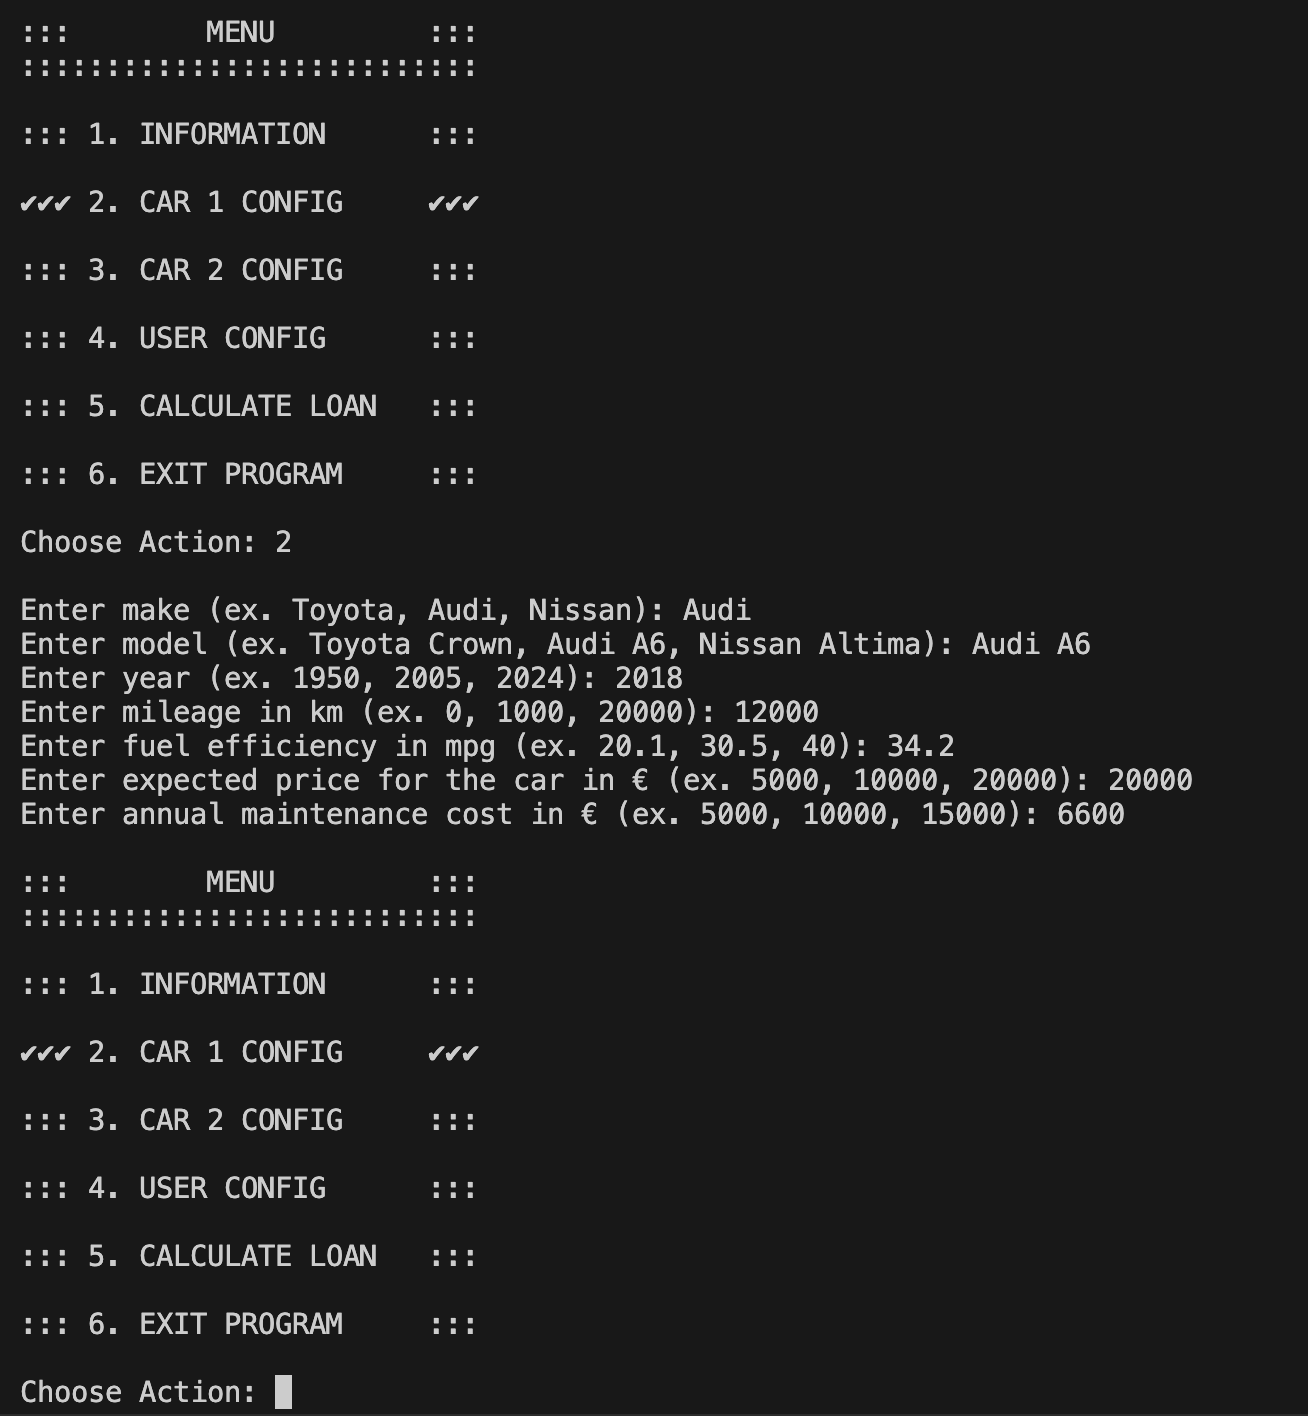 :::        MENU         :::
:::::::::::::::::::::::::::
::: 1. INFORMATION      :::
✔✔✔ 2. CAR 1 CONFIG     ✔✔✔
::: 3. CAR 2 CONFIG     :::
::: 4. USER CONFIG      :::
::: 5. CALCULATE LOAN   :::
::: 6. EXIT PROGRAM     :::
Choose Action: 2
Enter make (ex. Toyota, Audi, Nissan): Audi
Enter model (ex. Toyota Crown, Audi A6, Nissan Altima): Audi A6
Enter year (ex. 1950, 2005, 2024): 2018
Enter mileage in km (ex. 0, 1000, 20000): 12000
Enter fuel efficiency in mpg (ex. 20.1, 30.5, 40): 34.2
Enter expected price for the car in € (ex. 5000, 10000, 20000): 20000
Enter annual maintenance cost in € (ex. 5000, 10000, 15000): 6600
:::        MENU         :::
:::::::::::::::::::::::::::
::: 1. INFORMATION      :::
✔✔✔ 2. CAR 1 CONFIG     ✔✔✔
::: 3. CAR 2 CONFIG     :::
::: 4. USER CONFIG      :::
::: 5. CALCULATE LOAN   :::
::: 6. EXIT PROGRAM     :::
Choose Action: